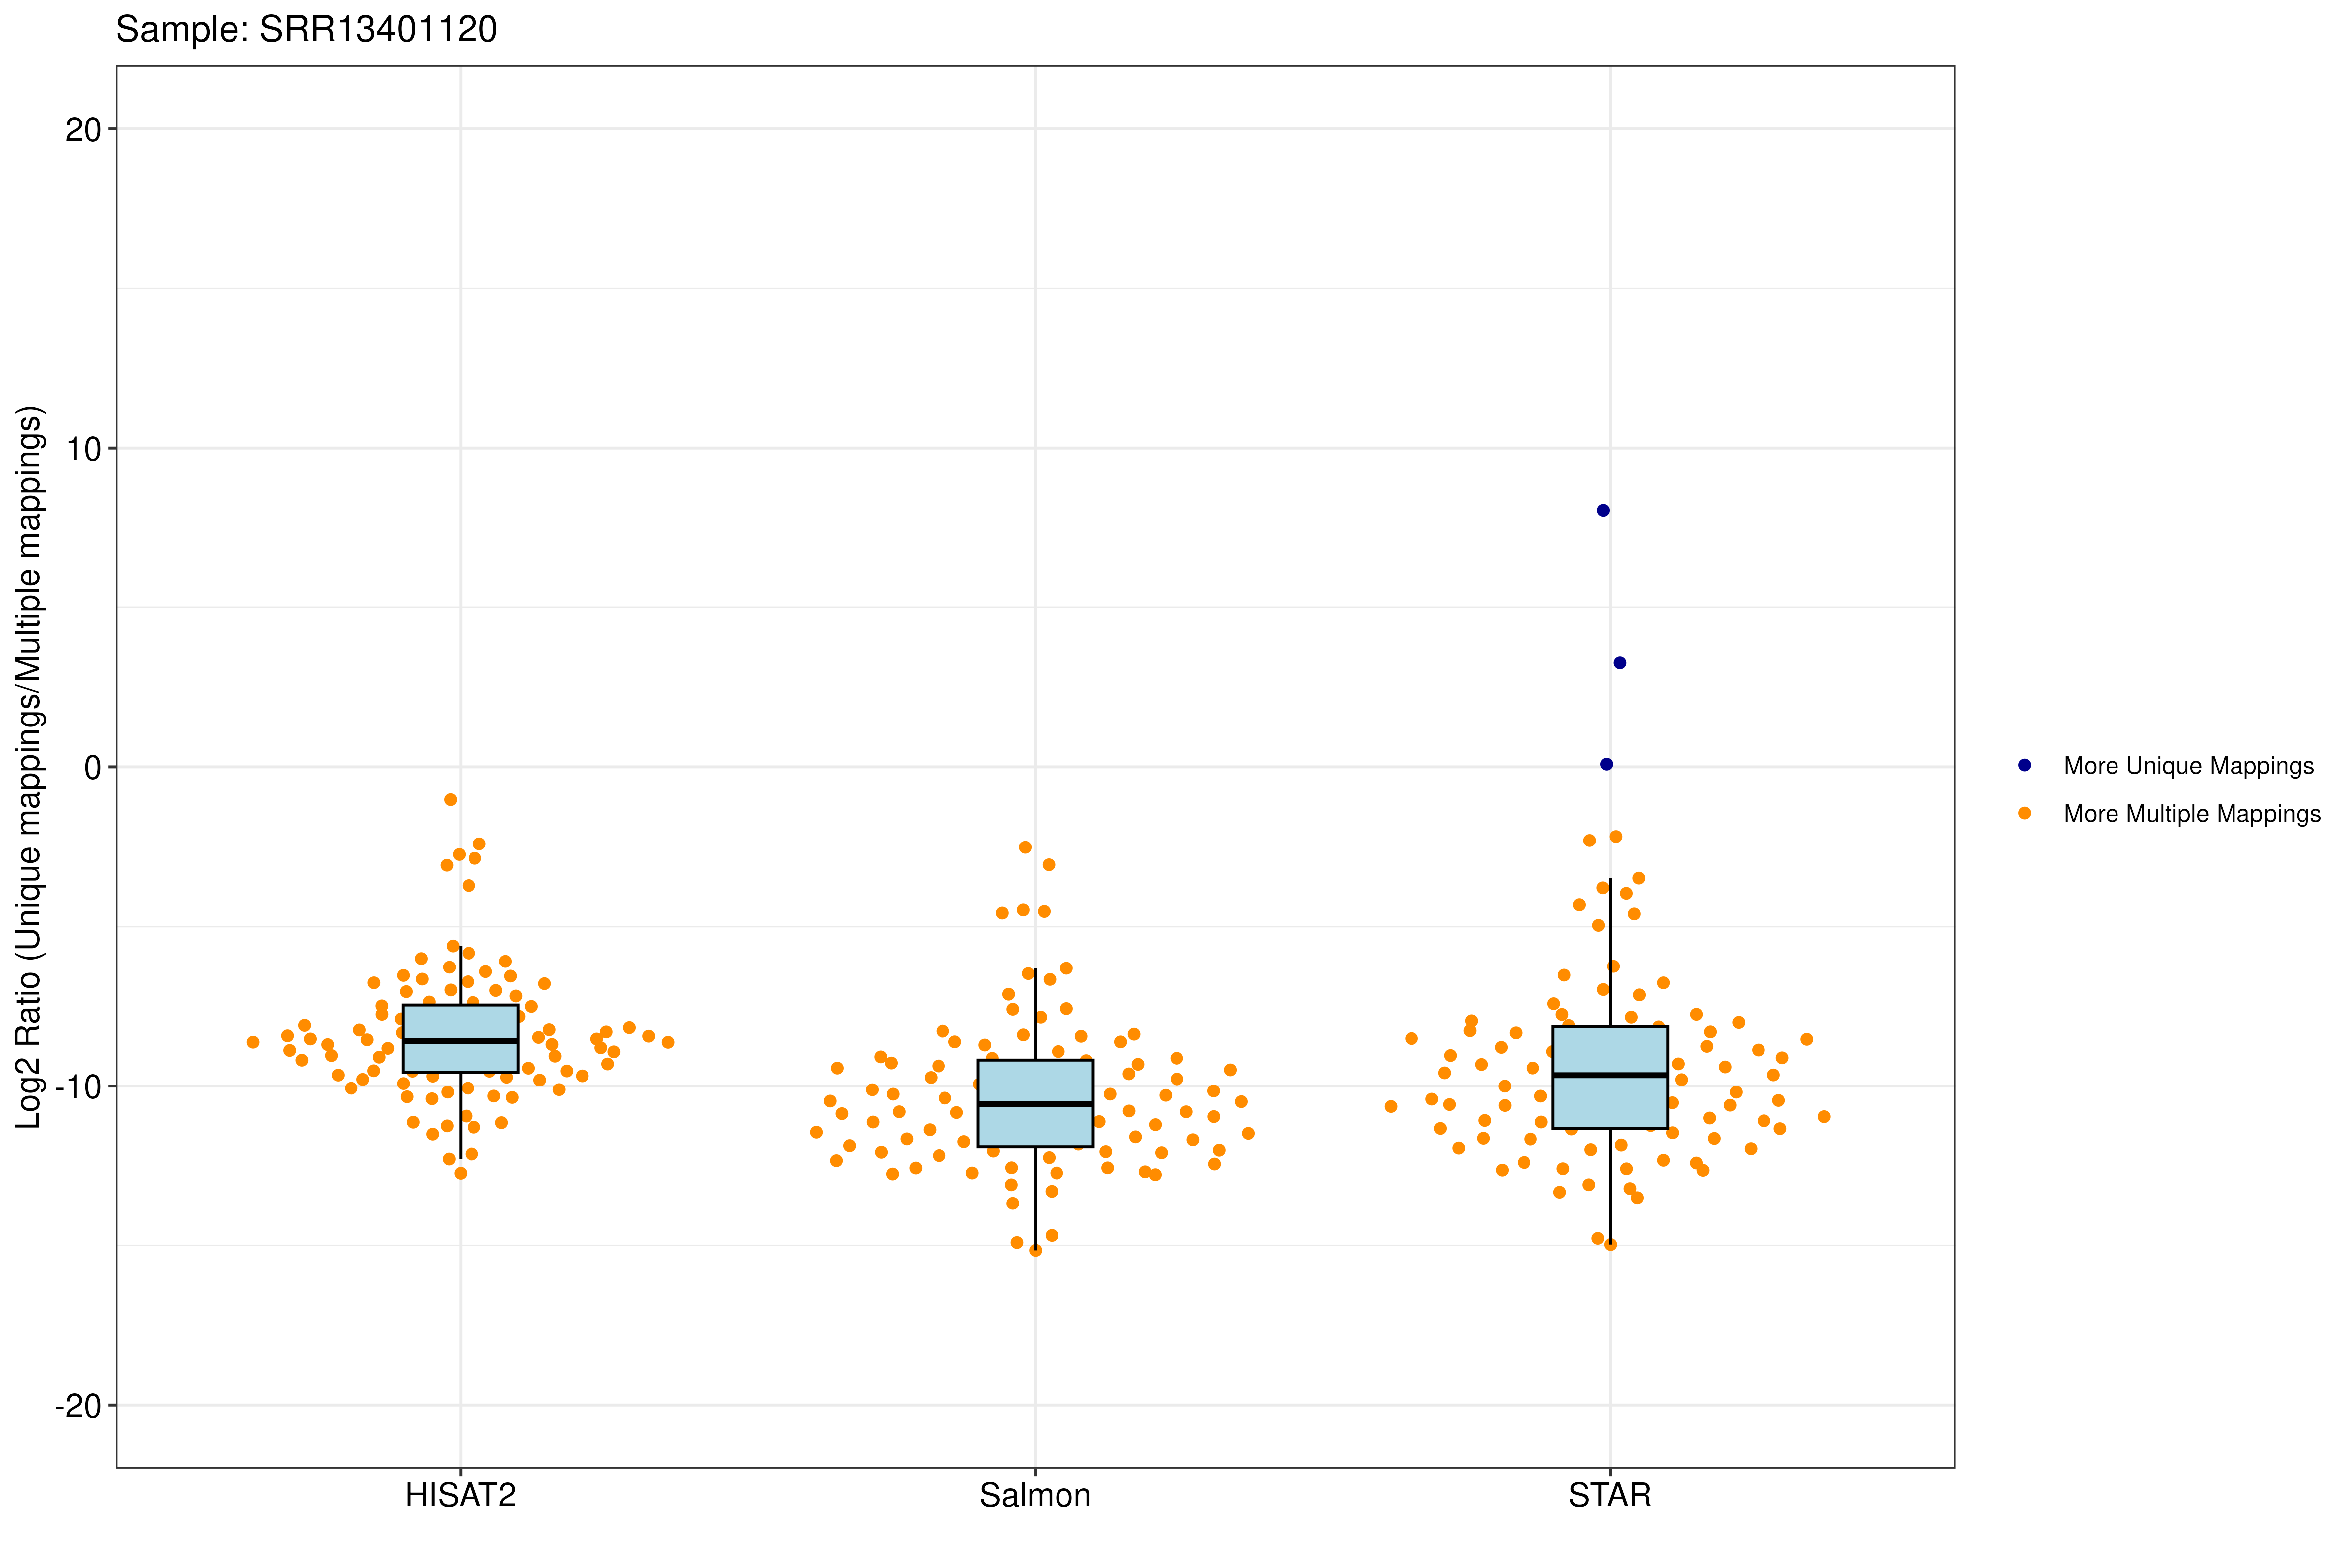 Sample: SRR13401120
Log2 Ratio (Unique mappings/Multiple mappings)
20
10
0
-10
-20
HISAT2
Salmon
STAR
More Unique Mappings
More Multiple Mappings